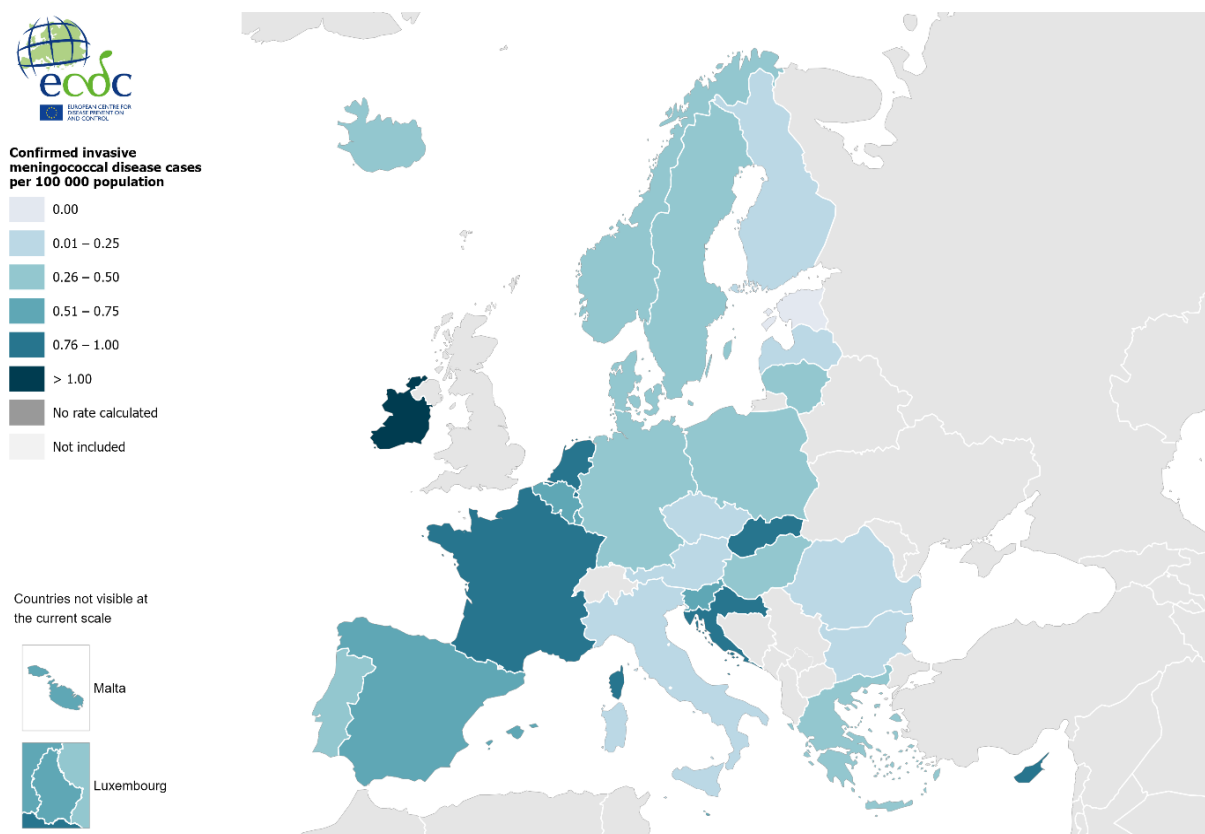 ecdc
EUROPEAN CENTRE FOR
DISEASE PREVENTION
AND CONTROL
Confirmed invasive
meningococcal disease cases
per 100 000 population
0.00
0.01 – 0.25
0.26 – 0.50
0.51 – 0.75
0.76 – 1.00
> 1.00
No rate calculated
Not included
Countries not visible at
the current scale
Malta
Luxembourg